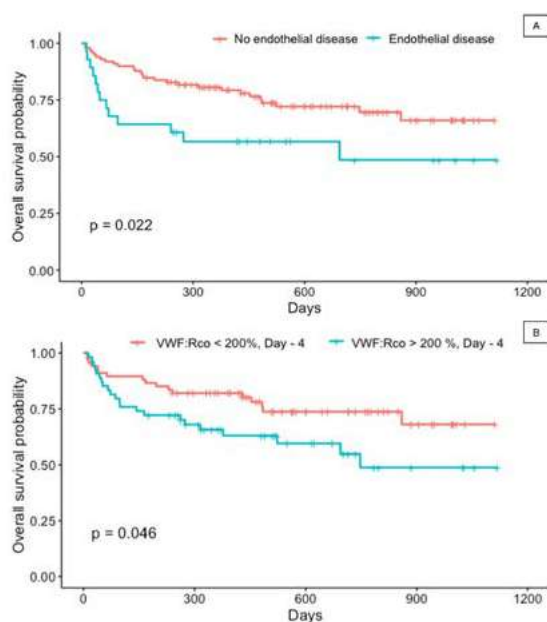 A
No endothelial disease Endothelial disease
Overall survival probability
1.00
0.75
0.50
0.25
0.00
p = 0.022
0 300 600 900 1200
Days
B
VWF:Rco < 200%, Day - 4 VWF:Rco > 200 %, Day - 4
Overall survival probability
1.00
0.75
0.50
0.25
0.00
p = 0.046
0 300 600 900 1200
Days